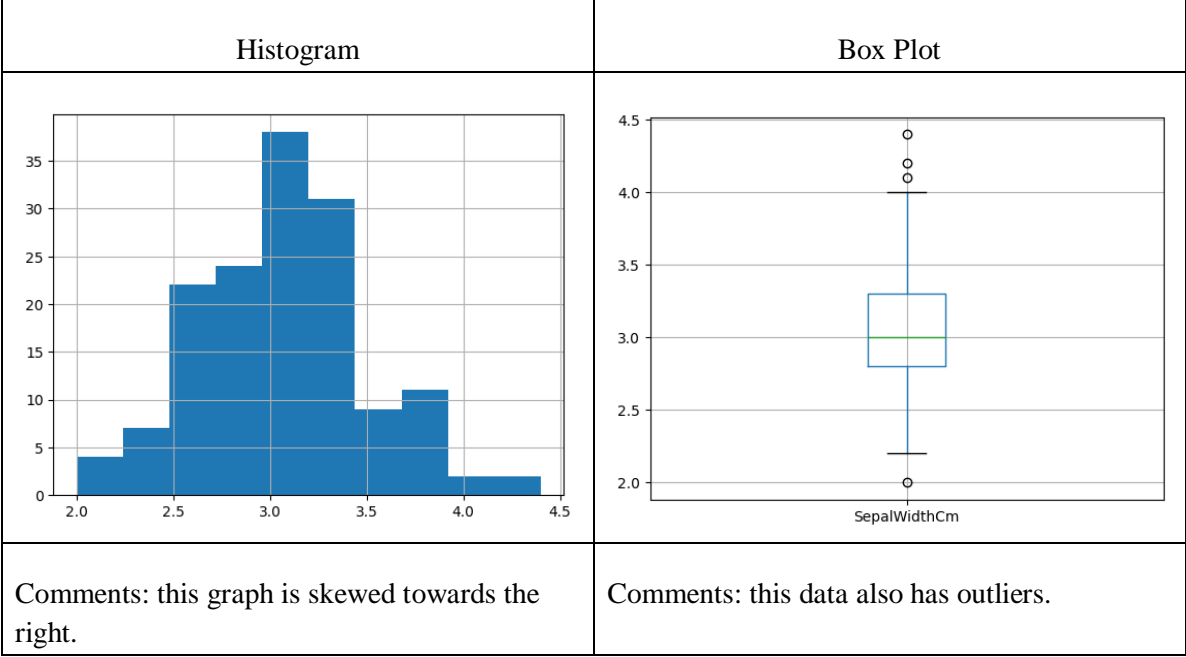 Histogram
Box Plot
35
30
25
20
15
10
5
0
2.0 2.5 3.0 3.5 4.0 4.5
4.5
4.0
3.5
3.0
2.5
2.0
SepalWidthCm
Comments: this graph is skewed towards the
right.
Comments: this data also has outliers.